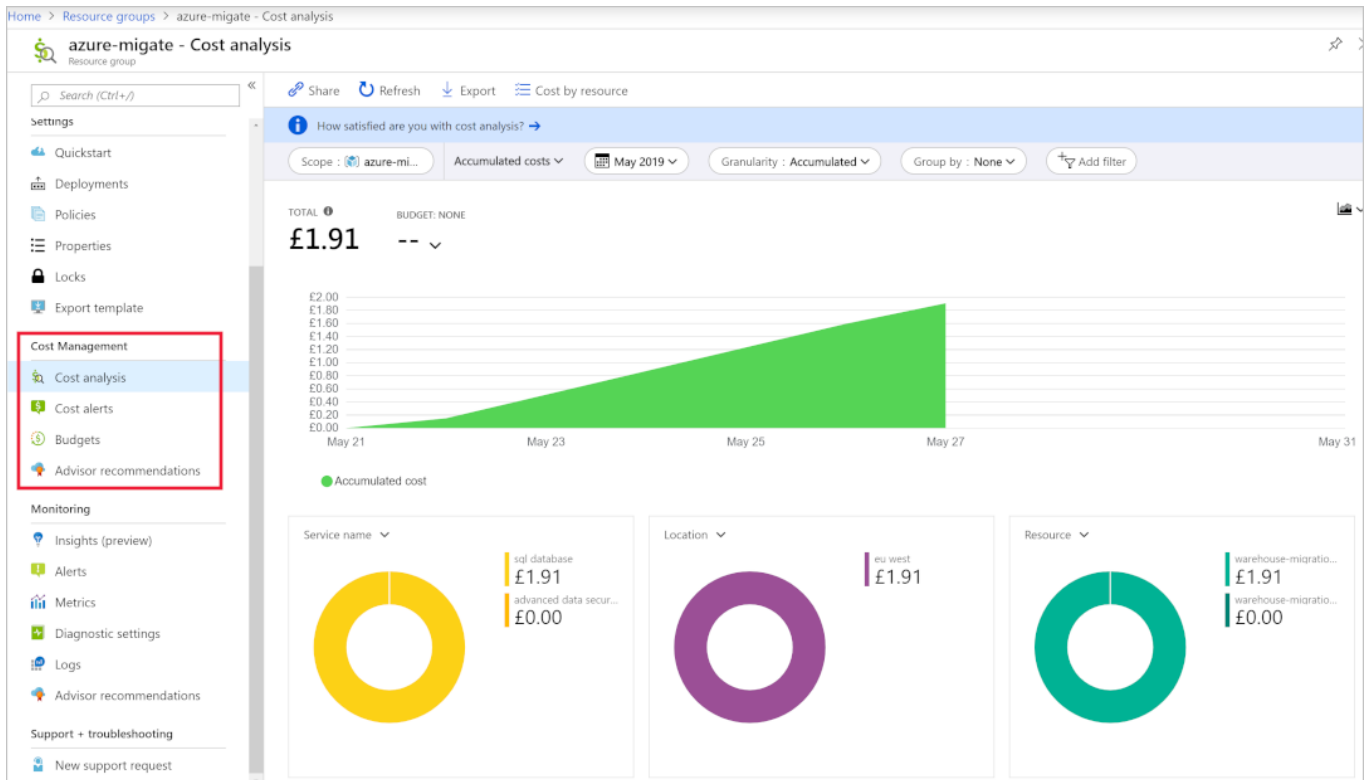 Home > Resource groups > azure-migate - Cost analysis
azure-migate - Cost analysis
Resource group
Search (Ctrl+/)
Settings
Quickstart
Deployments
Policies
Properties
Locks
Export template
Cost Management
Cost analysis
Cost alerts
Budgets
Advisor recommendations
Monitoring
Insights (preview)
Alerts
Metrics
Diagnostic settings
Logs
Advisor recommendations
Support + troubleshooting
New support request
Share Refresh Export Cost by resource
How satisfied are you with cost analysis? →
Scope : azure-mi... Accumulated costs May 2019 Granularity : Accumulated Group by : None Add filter
TOTAL BUDGET: NONE
£1.91 --
£2.00
£1.80
£1.60
£1.40
£1.20
£1.00
£0.80
£0.60
£0.40
£0.20
£0.00
May 21 May 23 May 25 May 27 May 31
Accumulated cost
Service name
sql database
£1.91
advanced data secur...
£0.00
Location
eu west
£1.91
Resource
warehouse-migratio...
£1.91
warehouse-migratio...
£0.00